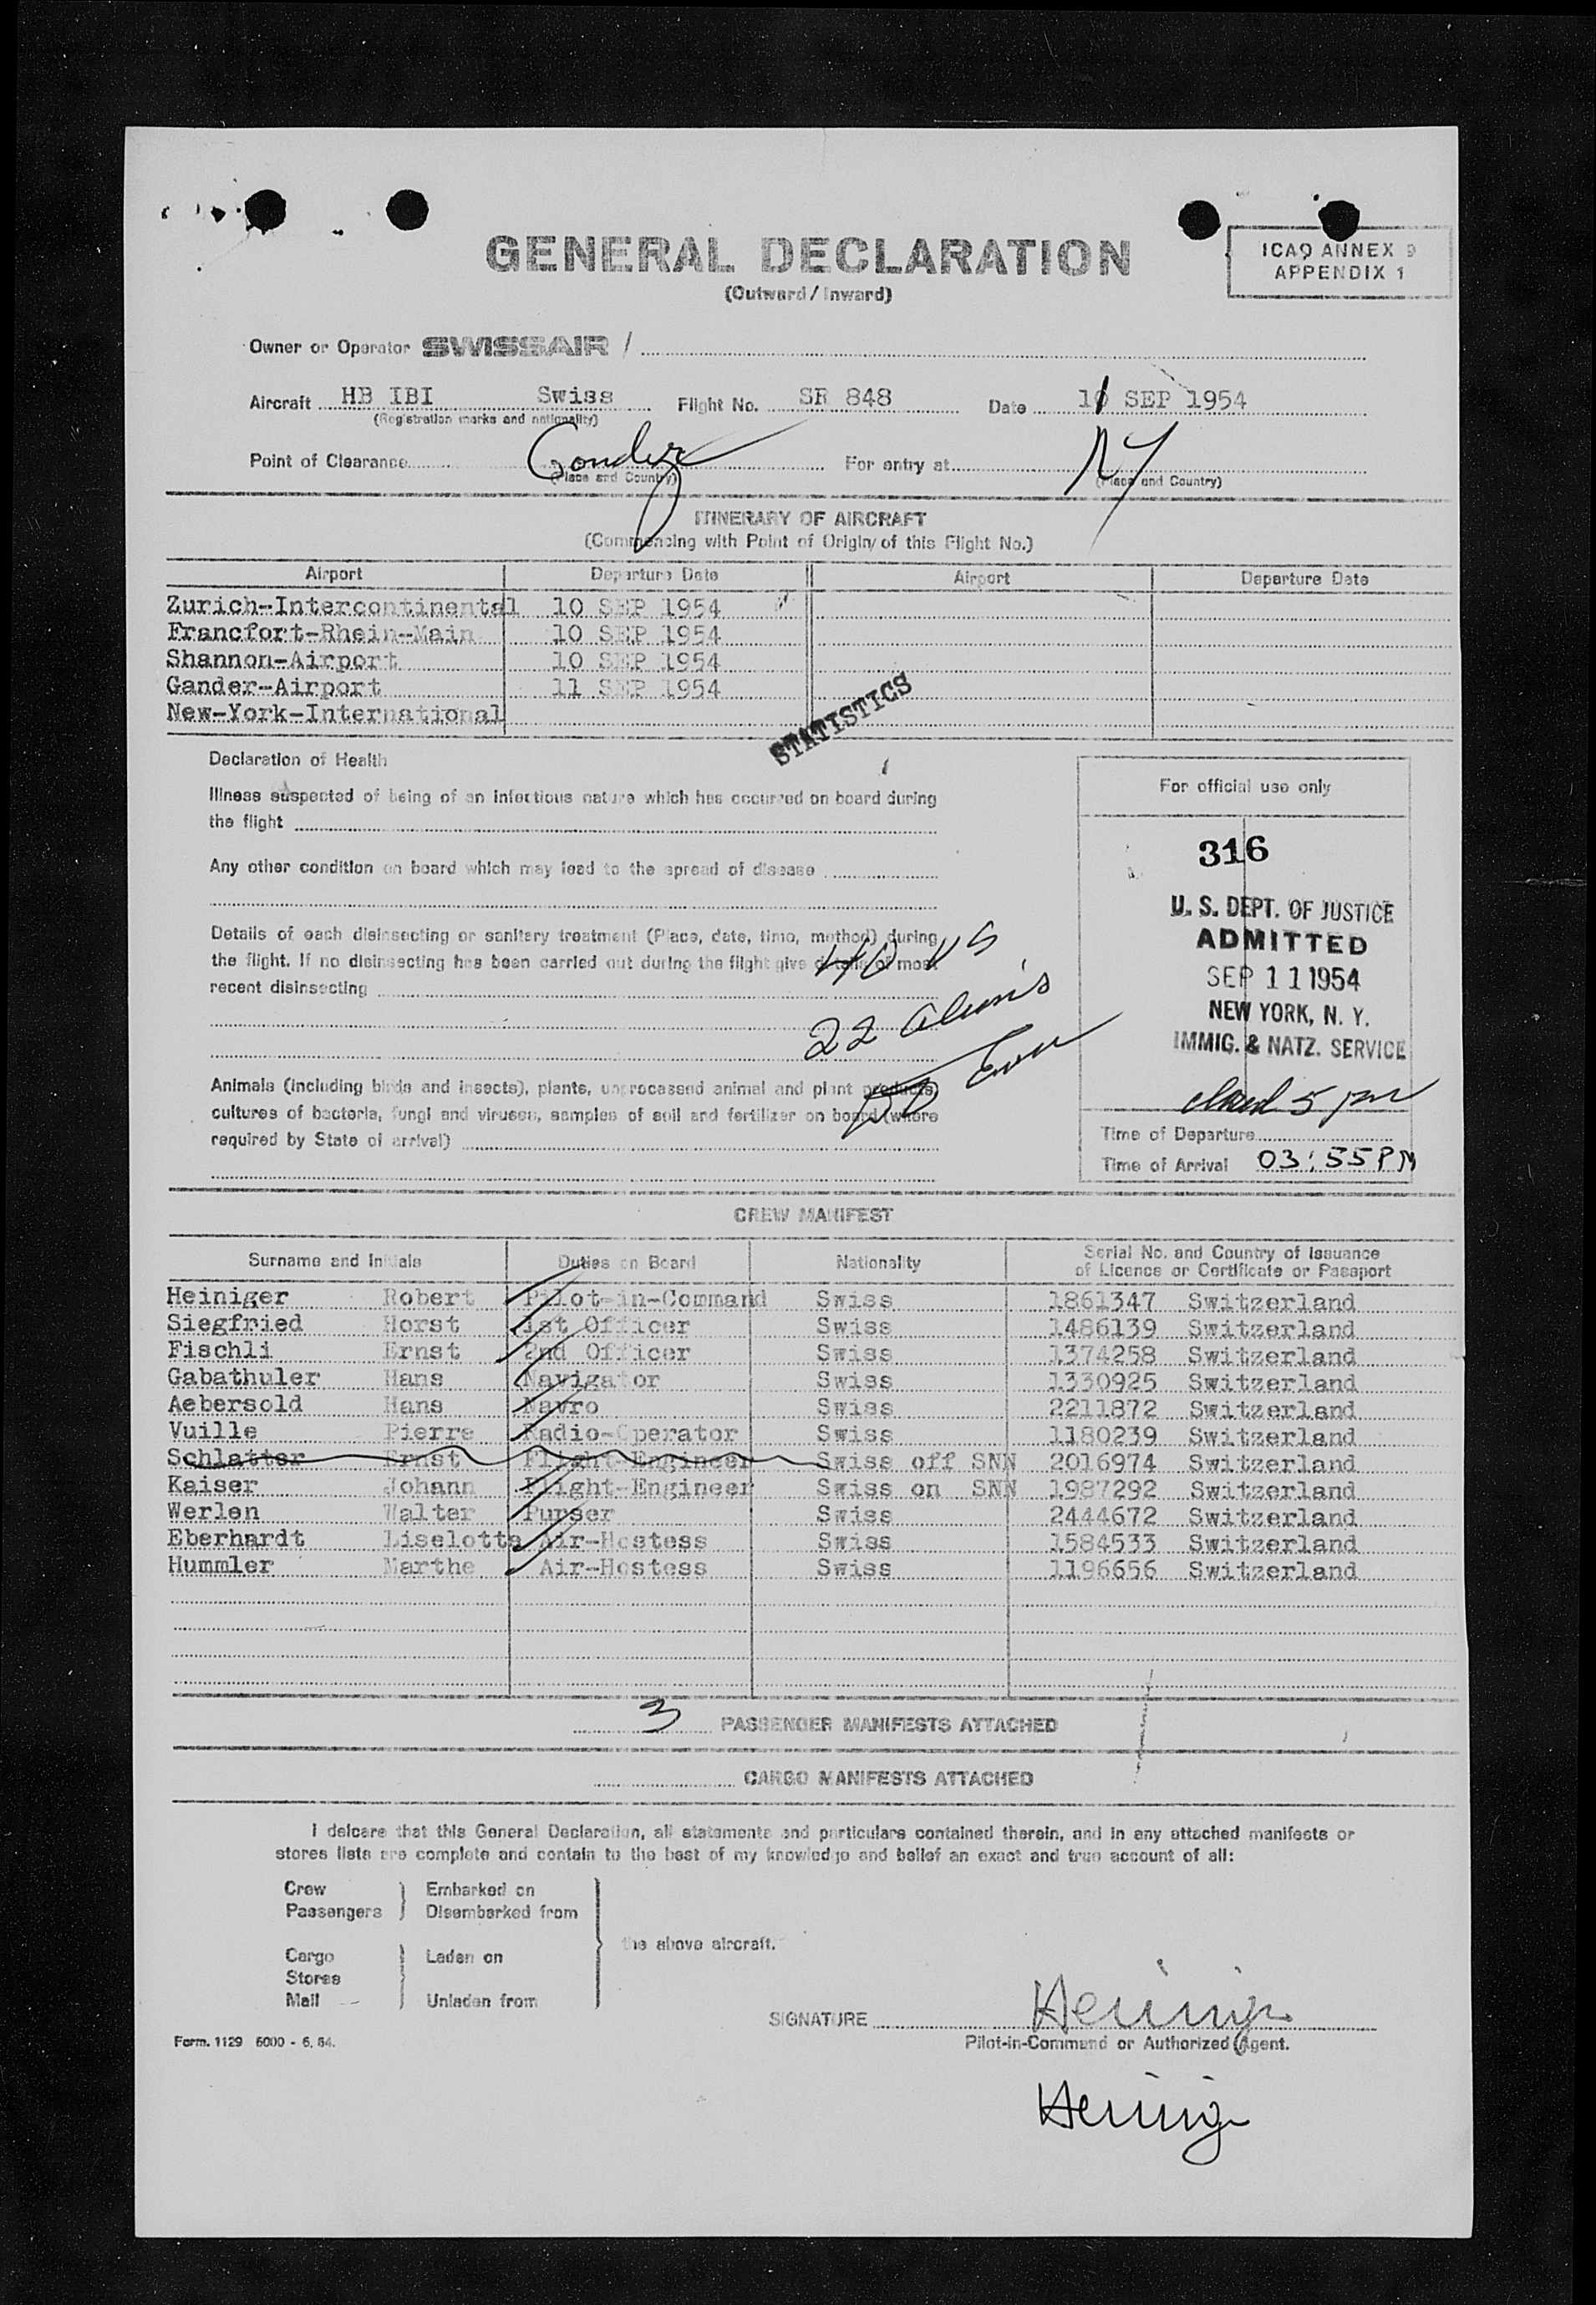 GENERAL DECLARATION
(Outward / Inward)
ICAO ANNEX 9
APPENDIX 1
Owner or Operator SWISSAIR /
Aircraft HB IBI Swiss Flight No. SR 848 Date 11 SEP 1954
(Registration marks and nationality)
Point of Clearance Gander For entry at NY
(Place and Country) (Place and Country)
ITINERARY OF AIRCRAFT
(Commencing with Point of Origin of this Flight No.)
Airport Departure Date Airport Departure Date
Zurich-Intercontinental 10 SEP 1954
Francfort-Rhein-Main 10 SEP 1954
Shannon-Airport 10 SEP 1954
Gander-Airport 11 SEP 1954
New-York-International
STATISTICS
Declaration of Health
Illness suspected of being of an infectious nature which has occurred on board during
the flight
Any other condition on board which may lead to the spread of disease
Details of each disinsecting or sanitary treatment (Place, date, time, method) during
the flight. If no disinsecting has been carried out during the flight give details of most
recent disinsecting
40 US
22 aliens
Animals (including birds and insects), plants, unprocessed animal and plant products,
cultures of bacteria, fungi and viruses, samples of soil and fertilizer on board (where
required by State of arrival)
For official use only
316
U. S. DEPT. OF JUSTICE
ADMITTED
SEP 11 1954
NEW YORK, N. Y.
IMMIG. & NATZ. SERVICE
5 pm
Time of Departure
Time of Arrival 03:55PM
CREW MANIFEST
Surname and Initials Duties on Board Nationality Serial No. and Country of Issuance
of Licence or Certificate or Passport
Heiniger Robert Pilot-in-Command Swiss 1861347 Switzerland
Siegfried Horst 1st Officer Swiss 1486139 Switzerland
Fischli Ernst 2nd Officer Swiss 1374258 Switzerland
Gabathuler Hans Navigator Swiss 1330925 Switzerland
Aebersold Hans Navro Swiss 2211872 Switzerland
Vuille Pierre Radio-Operator Swiss 1180239 Switzerland
Schlatter Ernst Flight-Engineer Swiss off SNN 2016974 Switzerland
Kaiser Johann Flight-Engineer Swiss on SNN 1987292 Switzerland
Werlen Walter Purser Swiss 2444672 Switzerland
Eberhardt Liselotte Air-Hostess Swiss 1584533 Switzerland
Hummler Marthe Air-Hostess Swiss 1196656 Switzerland
3 PASSENGER MANIFESTS ATTACHED
CARGO MANIFESTS ATTACHED
I delcare that this General Declaration, all statements and particulars contained therein, and in any attached manifests or
stores lists are complete and contain to the best of my knowledge and belief an exact and true account of all:
Crew Embarked on
Passengers Disembarked from
the above aircraft.
Cargo Laden on
Stores
Mail Unladen from
SIGNATURE Heiniger
Pilot-in-Command or Authorized Agent.
Form. 1129 6000 - 6. 54.
Heiniger